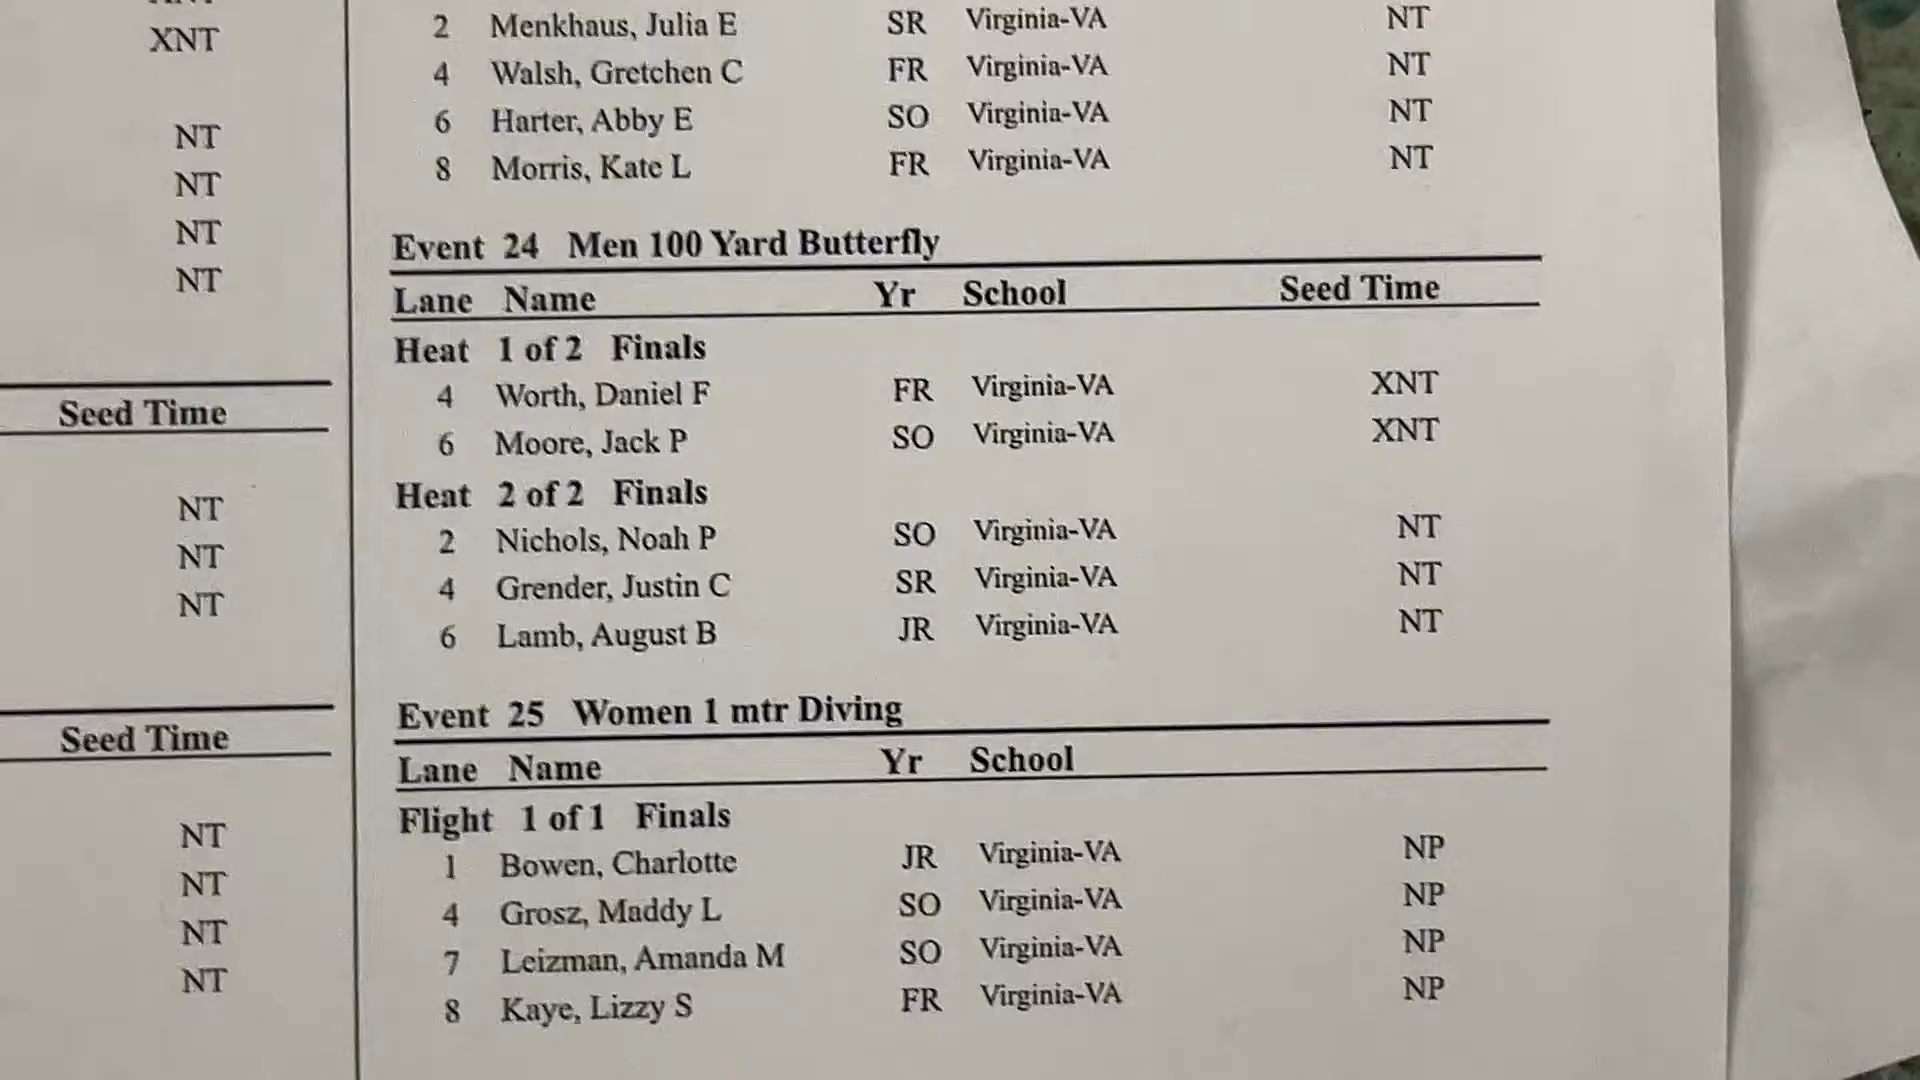 XNT
NT
NT
NT
NT
Seed Time
NT
NT
NT
Seed Time
NT
NT
NT
NT
2 Menkhaus, Julia E SR Virginia-VA NT
4 Walsh, Gretchen C FR Virginia-VA NT
6 Harter, Abby E SO Virginia-VA NT
8 Morris, Kate L FR Virginia-VA NT
Event 24 Men 100 Yard Butterfly
Lane Name Yr School Seed Time
Heat 1 of 2 Finals
4 Worth, Daniel F FR Virginia-VA XNT
6 Moore, Jack P SO Virginia-VA XNT
Heat 2 of 2 Finals
2 Nichols, Noah P SO Virginia-VA NT
4 Grender, Justin C SR Virginia-VA NT
6 Lamb, August B JR Virginia-VA NT
Event 25 Women 1 mtr Diving
Lane Name Yr School
Flight 1 of 1 Finals
1 Bowen, Charlotte JR Virginia-VA NP
4 Grosz, Maddy L SO Virginia-VA NP
7 Leizman, Amanda M SO Virginia-VA NP
8 Kaye, Lizzy S FR Virginia-VA NP